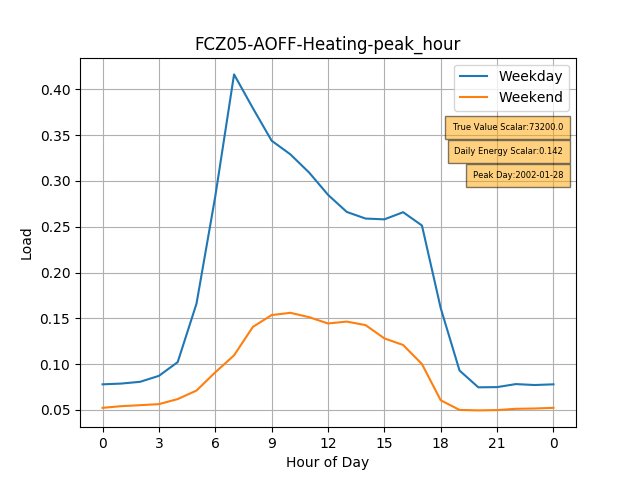 FCZ05-AOFF-Heating-peak_hour
Weekday
Weekend
True Value Scalar:73200.0
Daily Energy Scalar:0.142
Peak Day:2002-01-28
Load
0.40
0.35
0.30
0.25
0.20
0.15
0.10
0.05
0 3 6 9 12 15 18 21 0
Hour of Day